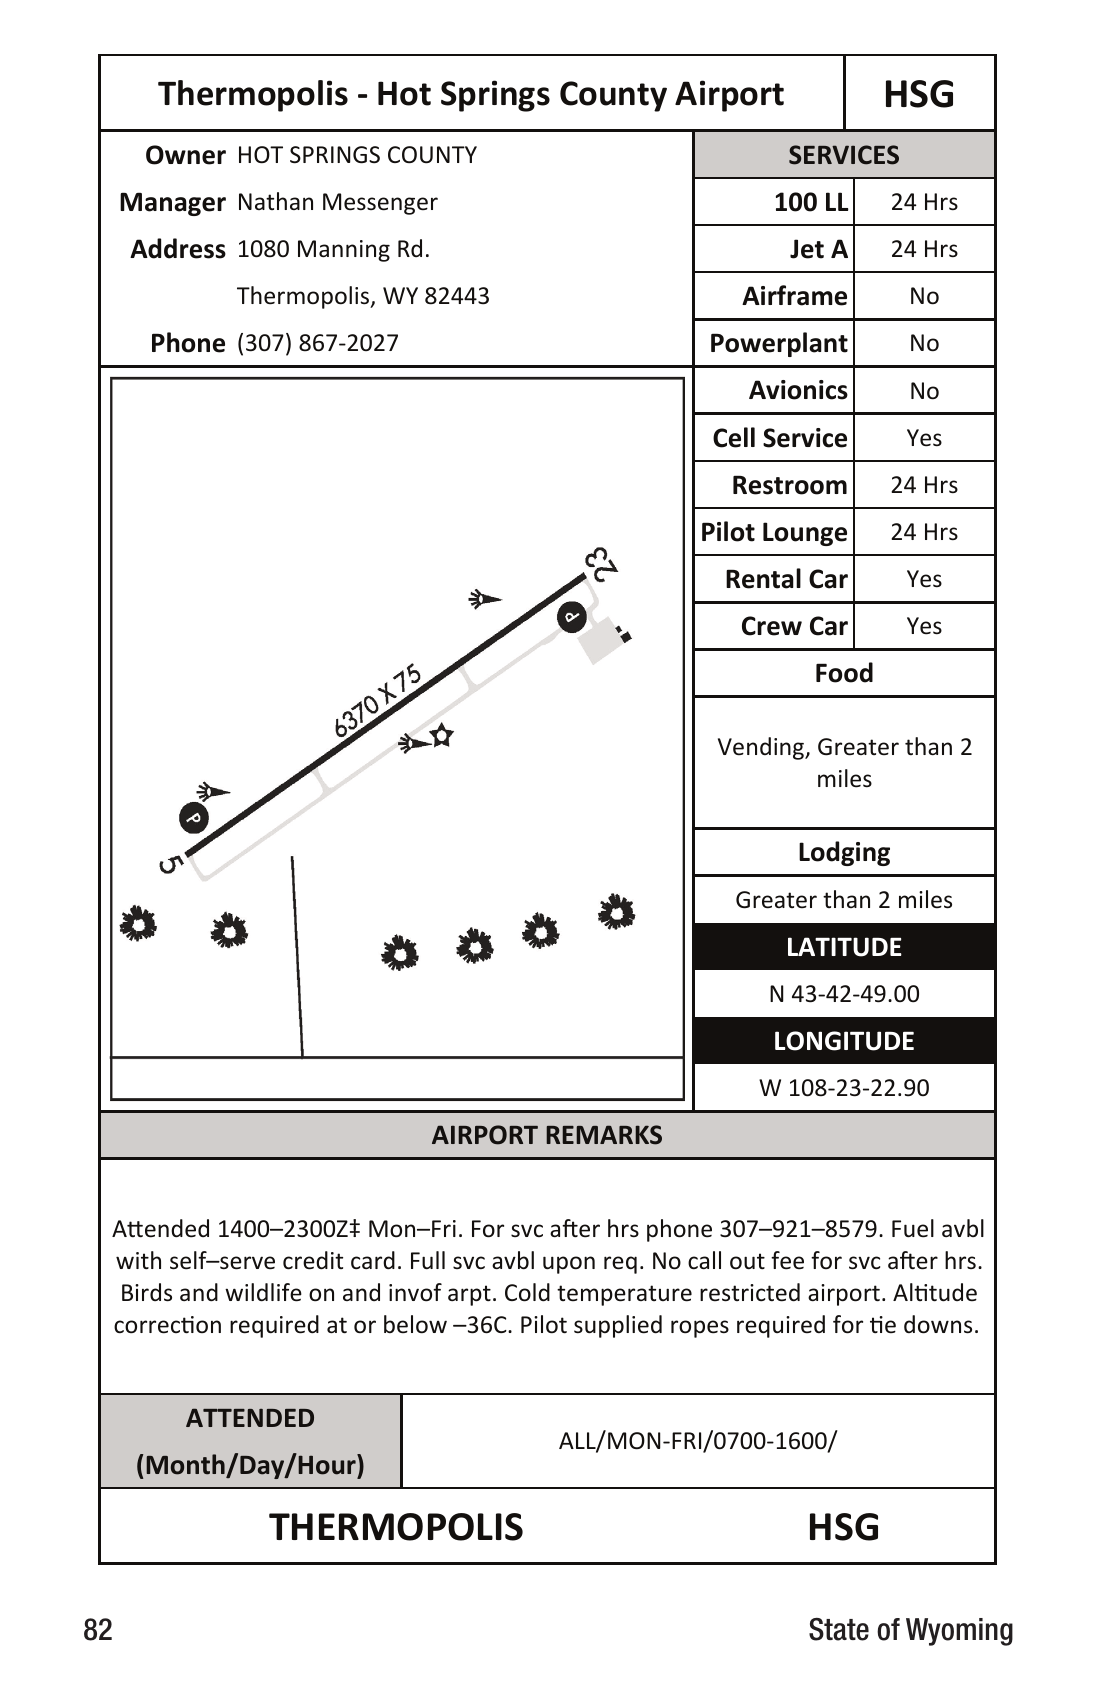 Thermopolis - Hot Springs County Airport HSG
Owner HOT SPRINGS COUNTY
Manager Nathan Messenger
Address 1080 Manning Rd.
Thermopolis, WY 82443
Phone (307) 867-2027
SERVICES
100 LL 24 Hrs
Jet A 24 Hrs
Airframe No
Powerplant No
Avionics No
Cell Service Yes
Restroom 24 Hrs
Pilot Lounge 24 Hrs
Rental Car Yes
Crew Car Yes
Food
Vending, Greater than 2
miles
Lodging
Greater than 2 miles
LATITUDE
N 43-42-49.00
LONGITUDE
W 108-23-22.90
23
P
6370 X 75
P
5
AIRPORT REMARKS
Attended 1400–2300Z‡ Mon–Fri. For svc after hrs phone 307–921–8579. Fuel avbl
with self–serve credit card. Full svc avbl upon req. No call out fee for svc after hrs.
Birds and wildlife on and invof arpt. Cold temperature restricted airport. Altitude
correction required at or below –36C. Pilot supplied ropes required for tie downs.
ATTENDED
(Month/Day/Hour)
ALL/MON-FRI/0700-1600/
THERMOPOLIS HSG
82 State of Wyoming